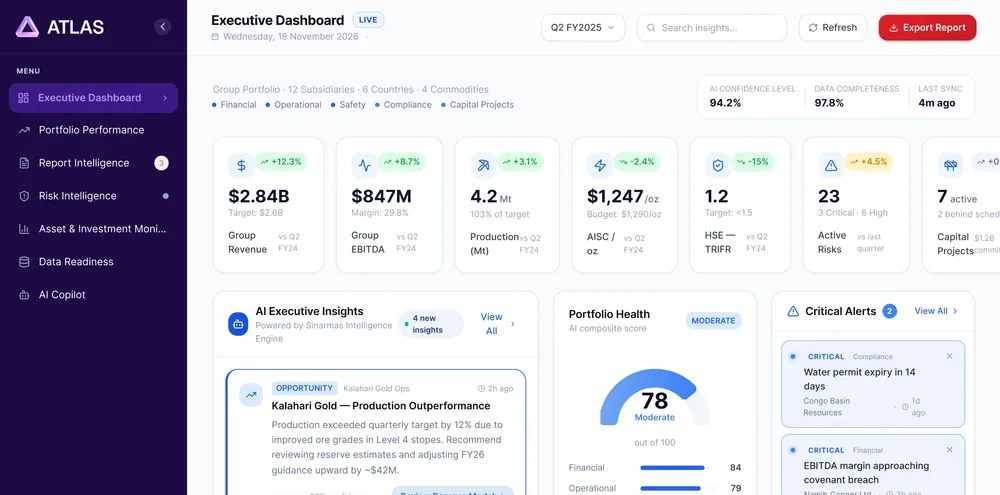 ATLAS
MENU
Executive Dashboard
Portfolio Performance
Report Intelligence 3
Risk Intelligence
Asset & Investment Moni...
Data Readiness
AI Copilot
Executive Dashboard LIVE
Wednesday, 18 November 2026 ·
Q2 FY2025
Search insights...
Refresh
Export Report
Group Portfolio · 12 Subsidiaries · 6 Countries · 4 Commodities
Financial Operational Safety Compliance Capital Projects
AI CONFIDENCE LEVEL
94.2%
DATA COMPLETENESS
97.8%
LAST SYNC
4m ago
+12.3%
$2.84B
Target: $2.6B
Group Revenue
vs Q2 FY24
+8.7%
$847M
Margin: 29.8%
Group EBITDA
vs Q2 FY24
+3.1%
4.2 Mt
103% of target
Production (Mt)
vs Q2 FY24
-2.4%
$1,247 /oz
Budget: $1,290/oz
AISC / oz
vs Q2 FY24
-15%
1.2
Target: <1.5
HSE — TRIFR
vs Q2 FY24
+4.5%
23
3 Critical · 8 High
Active Risks
vs last quarter
+0
7 active
2 behind sched
Capital Projects
$1.2B commit
AI Executive Insights
Powered by Sinarmas Intelligence
Engine
4 new insights
View All
OPPORTUNITY Kalahari Gold Ops 2h ago
Kalahari Gold — Production Outperformance
Production exceeded quarterly target by 12% due to
improved ore grades in Level 4 stopes. Recommend
reviewing reserve estimates and adjusting FY26
guidance upward by ~$42M.
Portfolio Health
AI composite score
MODERATE
78
Moderate
out of 100
Financial 84
Operational 79
Critical Alerts 2
View All
CRITICAL Compliance
Water permit expiry in 14
days
Congo Basin Resources · 1d ago
CRITICAL Financial
EBITDA margin approaching
covenant breach